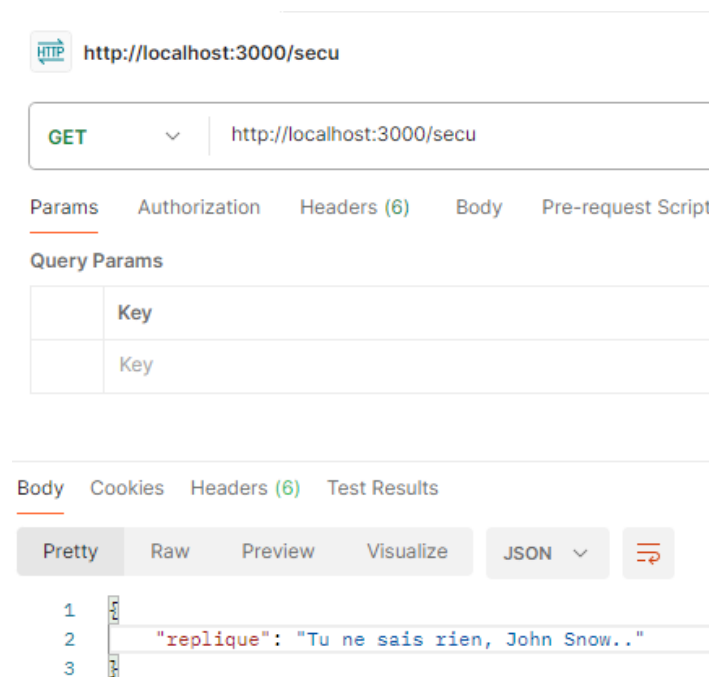 HTTP http://localhost:3000/secu
GET http://localhost:3000/secu
Params Authorization Headers (6) Body Pre-request Script
Query Params
Key
Key
Body Cookies Headers (6) Test Results
Pretty Raw Preview Visualize JSON
1 {
2 "replique": "Tu ne sais rien, John Snow.."
3 }